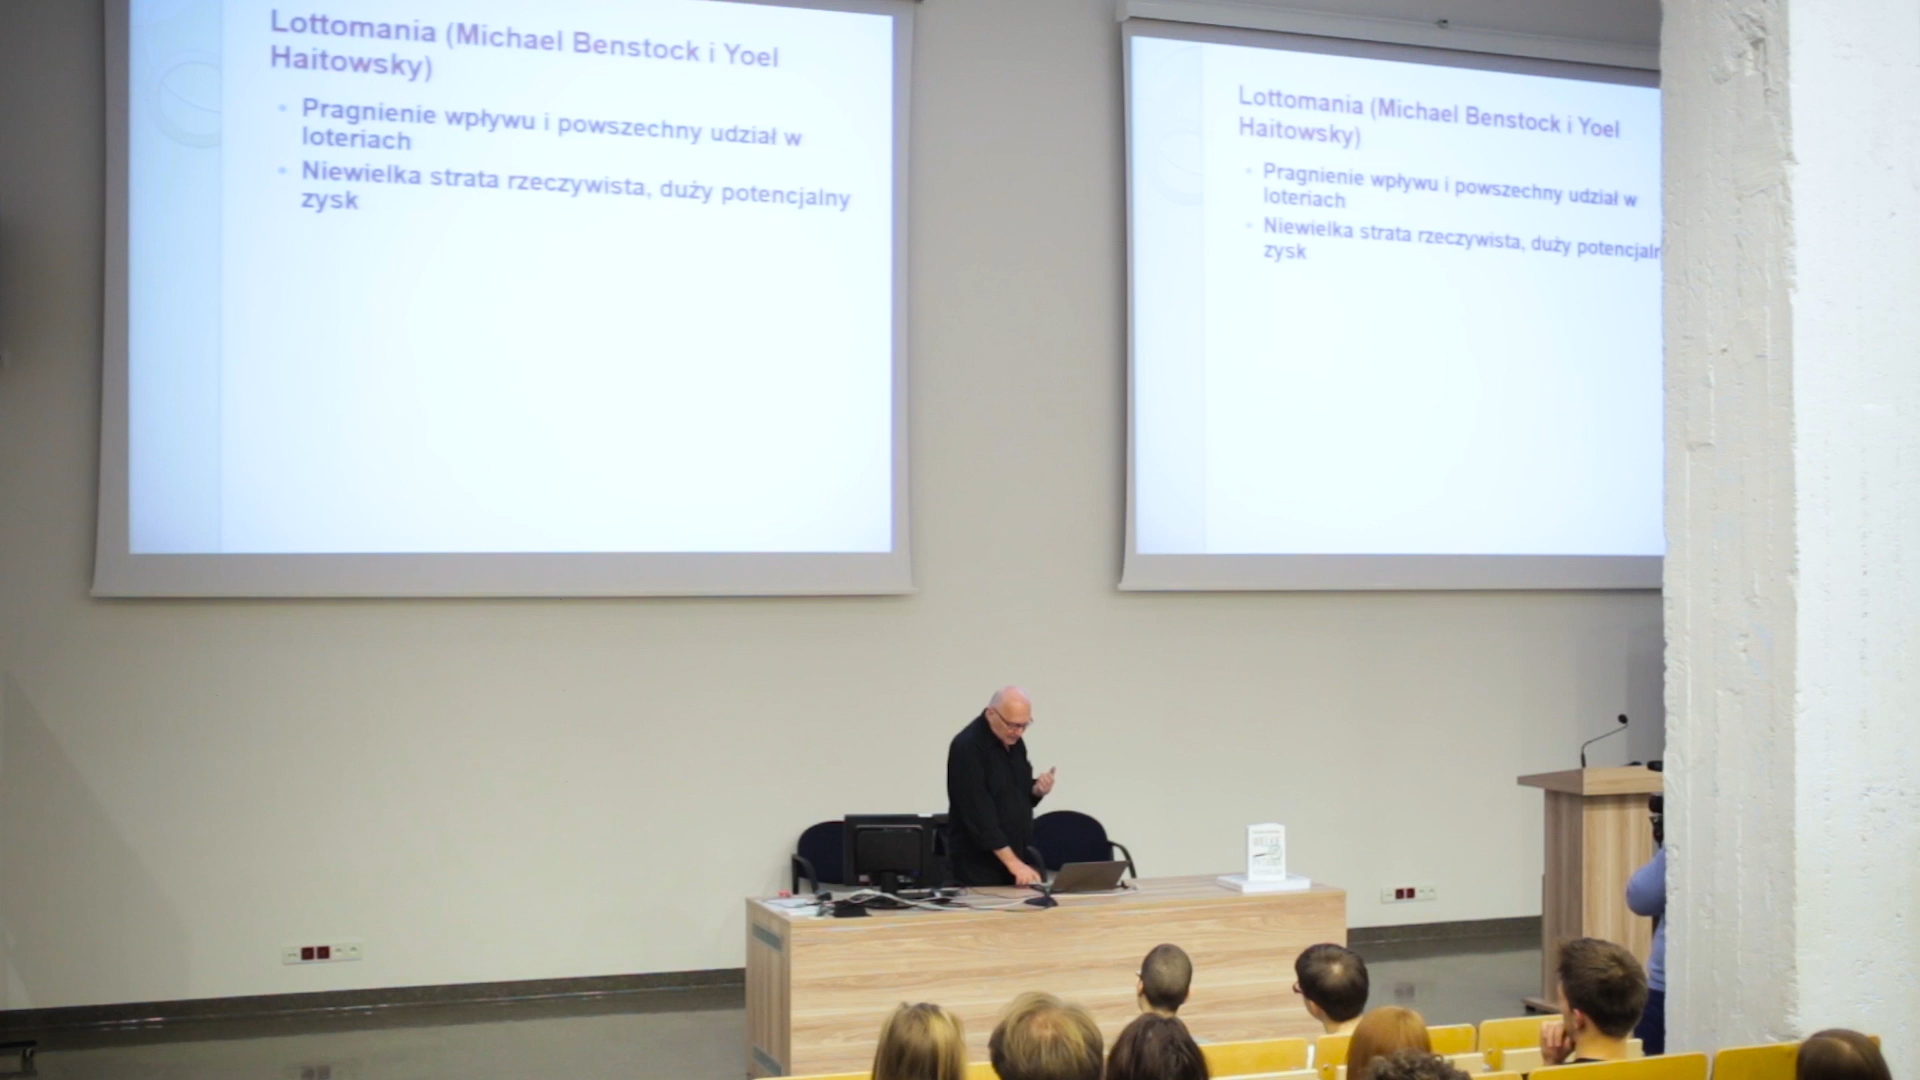 Lottomania (Michael Benstock i Yoel
Haitowsky)
Pragnienie wpływu i powszechny udział w
loteriach
Niewielka strata rzeczywista, duży potencjalny
zysk
Lottomania (Michael Benstock i Yoel
Haitowsky)
Pragnienie wpływu i powszechny udział w
loteriach
Niewielka strata rzeczywista, duży
zysk
WIELKIE